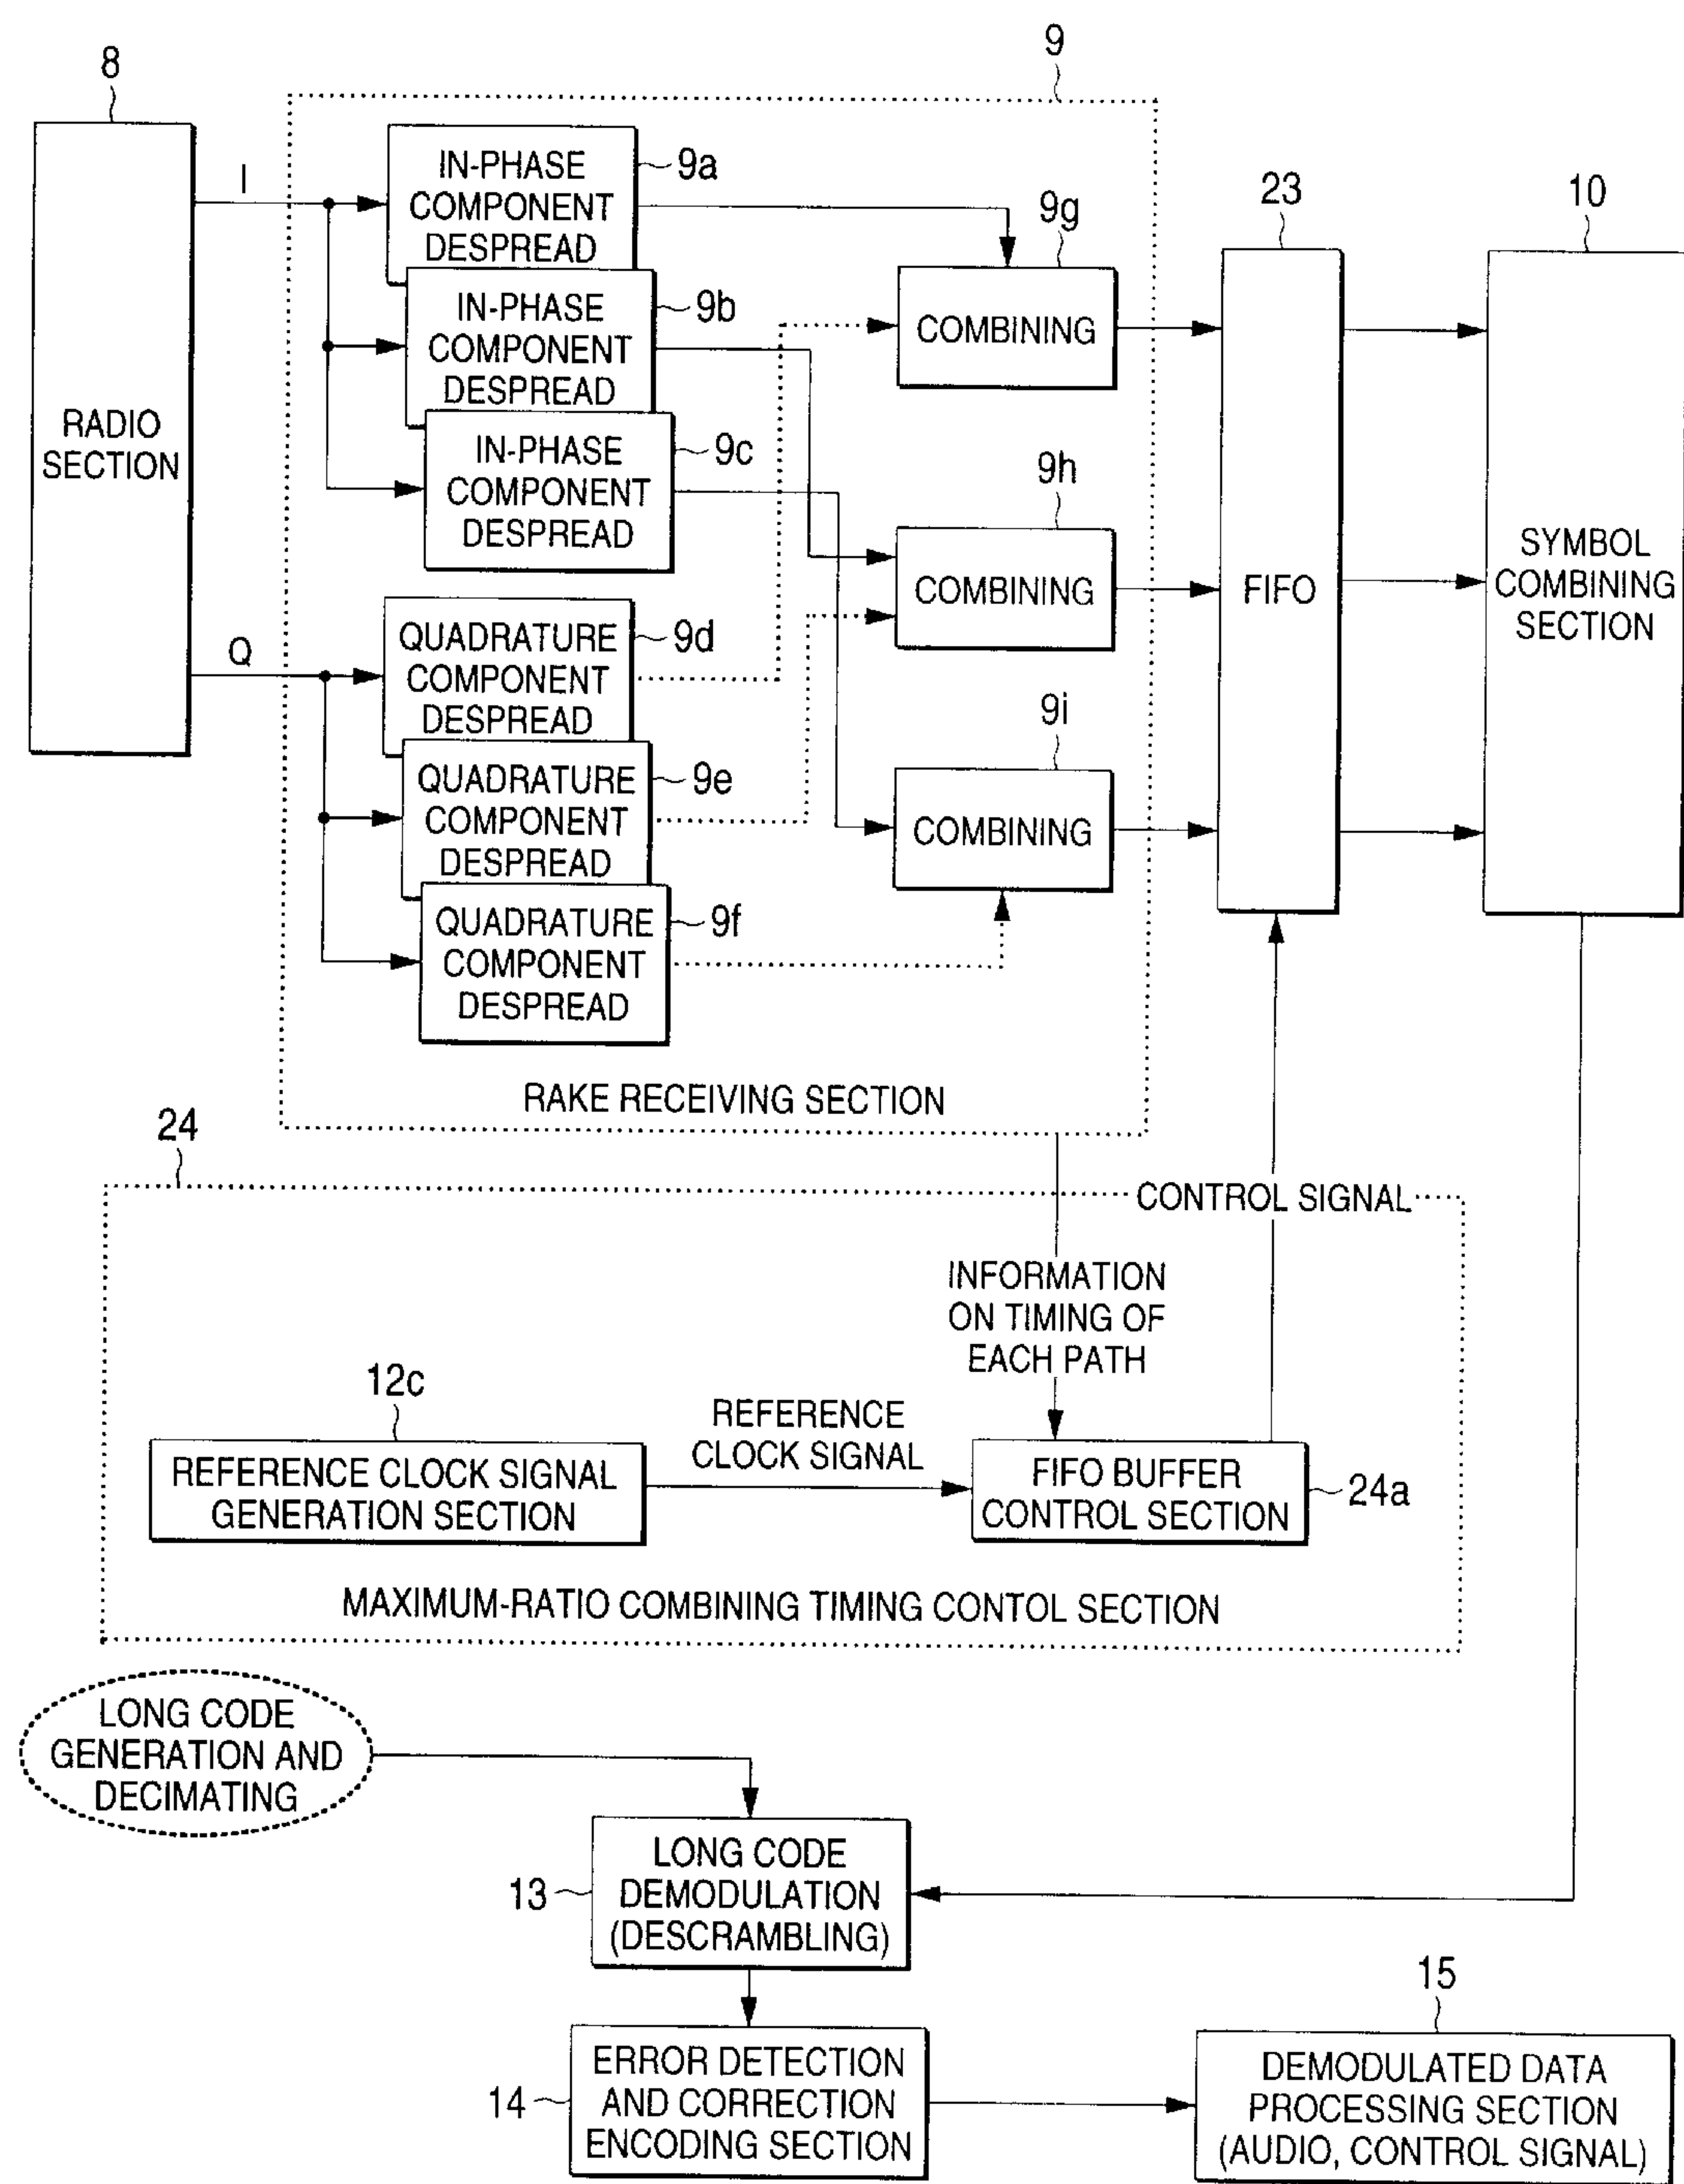 8
9
RADIO
SECTION
I
Q
IN-PHASE
COMPONENT
DESPREAD
9a
IN-PHASE
COMPONENT
DESPREAD
9b
IN-PHASE
COMPONENT
DESPREAD
9c
QUADRATURE
COMPONENT
DESPREAD
9d
QUADRATURE
COMPONENT
DESPREAD
9e
QUADRATURE
COMPONENT
DESPREAD
9f
9g
COMBINING
9h
COMBINING
9i
COMBINING
RAKE RECEIVING SECTION
23
FIFO
10
SYMBOL
COMBINING
SECTION
24
CONTROL SIGNAL
INFORMATION
ON TIMING OF
EACH PATH
12c
REFERENCE CLOCK SIGNAL
GENERATION SECTION
REFERENCE
CLOCK SIGNAL
FIFO BUFFER
CONTROL SECTION
24a
MAXIMUM-RATIO COMBINING TIMING CONTOL SECTION
LONG CODE
GENERATION AND
DECIMATING
13
LONG CODE
DEMODULATION
(DESCRAMBLING)
14
ERROR DETECTION
AND CORRECTION
ENCODING SECTION
15
DEMODULATED DATA
PROCESSING SECTION
(AUDIO, CONTROL SIGNAL)